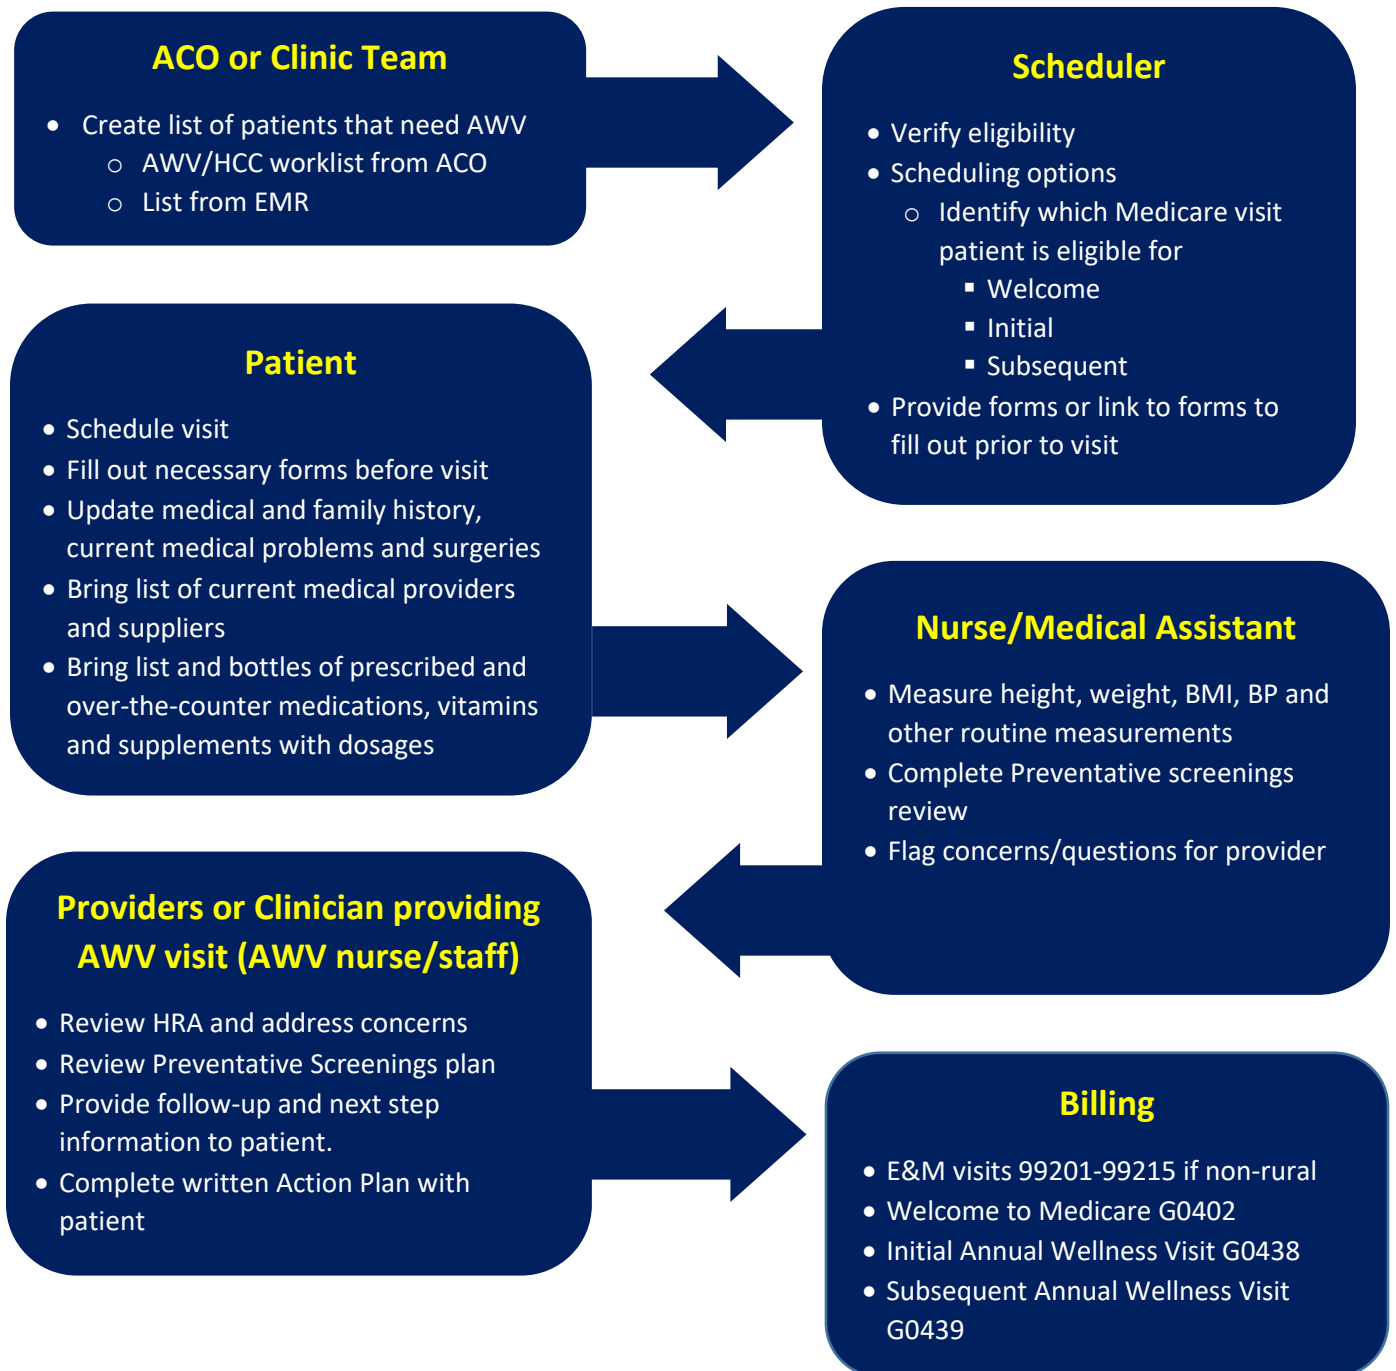 ACO or Clinic Team
• Create list of patients that need AWV
o AWV/HCC worklist from ACO
o List from EMR
Scheduler
• Verify eligibility
• Scheduling options
o Identify which Medicare visit
patient is eligible for
▪ Welcome
▪ Initial
▪ Subsequent
• Provide forms or link to forms to
fill out prior to visit
Patient
• Schedule visit
• Fill out necessary forms before visit
• Update medical and family history,
current medical problems and surgeries
• Bring list of current medical providers
and suppliers
• Bring list and bottles of prescribed and
over-the-counter medications, vitamins
and supplements with dosages
Nurse/Medical Assistant
• Measure height, weight, BMI, BP and
other routine measurements
• Complete Preventative screenings
review
• Flag concerns/questions for provider
Providers or Clinician providing
AWV visit (AWV nurse/staff)
• Review HRA and address concerns
• Review Preventative Screenings plan
• Provide follow-up and next step
information to patient.
• Complete written Action Plan with
patient
Billing
• E&M visits 99201-99215 if non-rural
• Welcome to Medicare G0402
• Initial Annual Wellness Visit G0438
• Subsequent Annual Wellness Visit
G0439